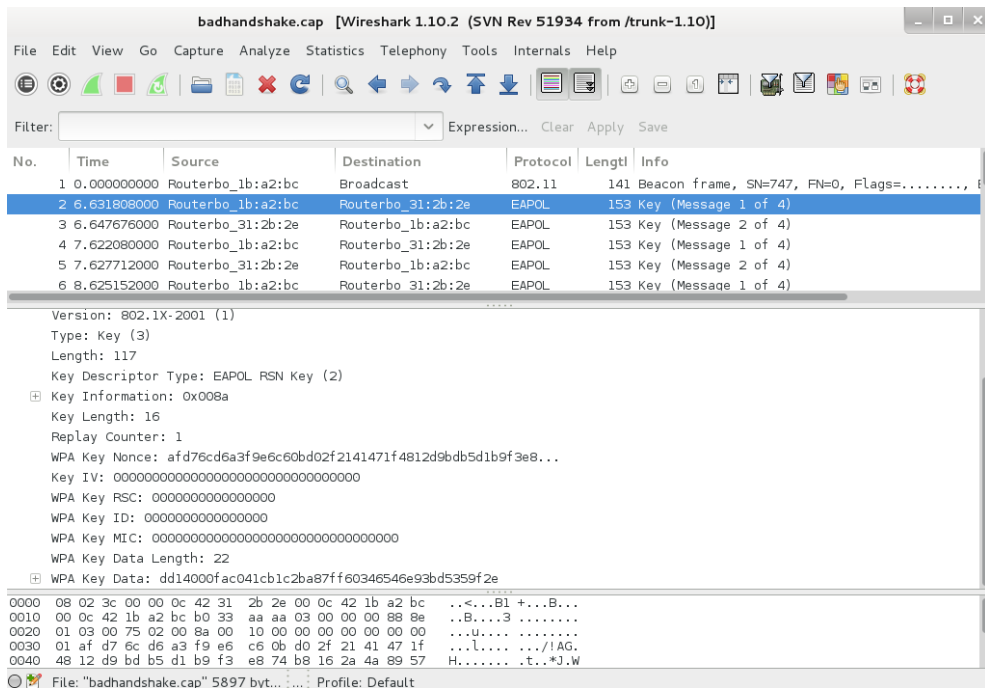 badhandshake.cap [Wireshark 1.10.2 (SVN Rev 51934 from /trunk-1.10)]
File Edit View Go Capture Analyze Statistics Telephony Tools Internals Help
Filter: Expression... Clear Apply Save
No. Time Source Destination Protocol Lengtl Info
1 0.000000000 Routerbo_1b:a2:bc Broadcast 802.11 141 Beacon frame, SN=747, FN=0, Flags=........,
2 6.631808000 Routerbo_1b:a2:bc Routerbo_31:2b:2e EAPOL 153 Key (Message 1 of 4)
3 6.647676000 Routerbo_31:2b:2e Routerbo_1b:a2:bc EAPOL 153 Key (Message 2 of 4)
4 7.622080000 Routerbo_1b:a2:bc Routerbo_31:2b:2e EAPOL 153 Key (Message 1 of 4)
5 7.627712000 Routerbo_31:2b:2e Routerbo_1b:a2:bc EAPOL 153 Key (Message 2 of 4)
6 8.625152000 Routerbo_1b:a2:bc Routerbo_31:2b:2e EAPOL 153 Key (Message 1 of 4)
Version: 802.1X-2001 (1)
Type: Key (3)
Length: 117
Key Descriptor Type: EAPOL RSN Key (2)
Key Information: 0x008a
Key Length: 16
Replay Counter: 1
WPA Key Nonce: afd76cd6a3f9e6c60bd02f2141471f4812d9bdb5d1b9f3e8...
Key IV: 00000000000000000000000000000000
WPA Key RSC: 0000000000000000
WPA Key ID: 0000000000000000
WPA Key MIC: 00000000000000000000000000000000
WPA Key Data Length: 22
WPA Key Data: dd14000fac041cb1c2ba87ff60346546e93bd5359f2e
0000 08 02 3c 00 00 0c 42 31 2b 2e 00 0c 42 1b a2 bc ..<...B1 +...B...
0010 00 0c 42 1b a2 bc b0 33 aa aa 03 00 00 00 88 8e ..B....3 ........
0020 01 03 00 75 02 00 8a 00 10 00 00 00 00 00 00 00 ...u.... ........
0030 01 af d7 6c d6 a3 f9 e6 c6 0b d0 2f 21 41 47 1f ...l.... .../!AG.
0040 48 12 d9 bd b5 d1 b9 f3 e8 74 b8 16 2a 4a 89 57 H....... .t..*J.W
File: "badhandshake.cap" 5897 byt... ... Profile: Default